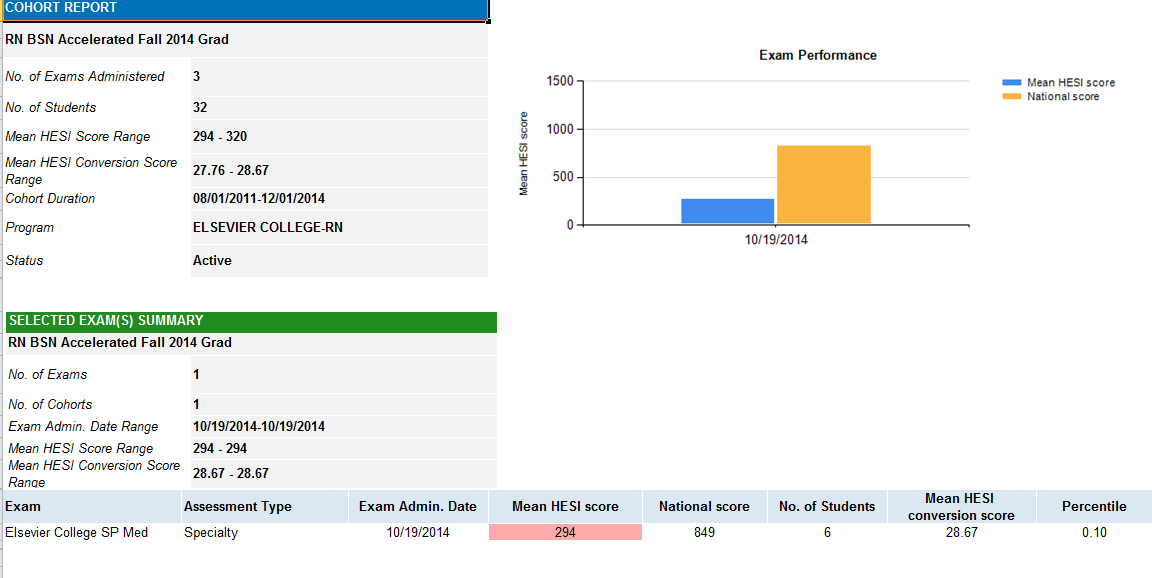 COHORT REPORT
RN BSN Accelerated Fall 2014 Grad
No. of Exams Administered 3
No. of Students 32
Mean HESI Score Range 294 - 320
Mean HESI Conversion Score
Range 27.76 - 28.67
Cohort Duration 08/01/2011-12/01/2014
Program ELSEVIER COLLEGE-RN
Status Active
Exam Performance
Mean HESI score
1500
1000
500
0
10/19/2014
Mean HESI score
National score
SELECTED EXAM(S) SUMMARY
RN BSN Accelerated Fall 2014 Grad
No. of Exams 1
No. of Cohorts 1
Exam Admin. Date Range 10/19/2014-10/19/2014
Mean HESI Score Range 294 - 294
Mean HESI Conversion Score
Range 28.67 - 28.67
Exam Assessment Type Exam Admin. Date Mean HESI score National score No. of Students Mean HESI conversion score Percentile
Elsevier College SP Med Specialty 10/19/2014 294 849 6 28.67 0.10